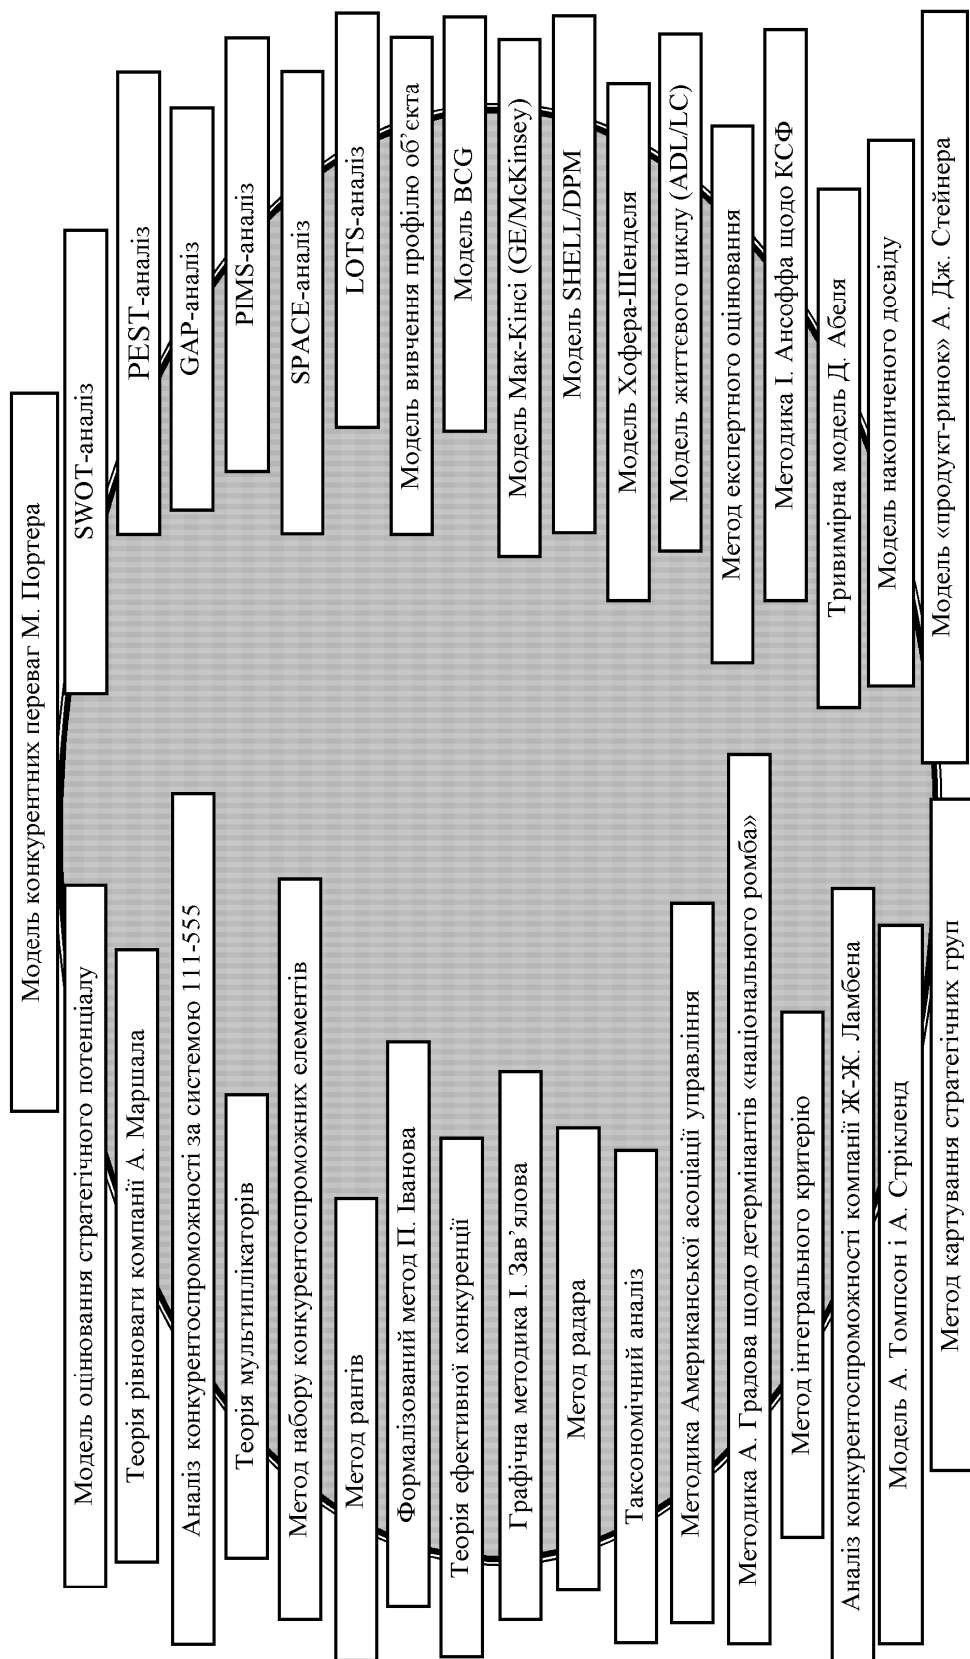 Модель конкурентних переваг М. Портера
SWOT-аналіз
PEST-аналіз
GAP-аналіз
PIMS-аналіз
SPACE-аналіз
LOTS-аналіз
Модель вивчення профілю об’єкта
Модель BCG
Модель Мак-Кінсі (GE/McKinsey)
Модель SHELL/DPM
Модель Хофера-Шенделя
Модель життєвого циклу (ADL/LC)
Метод експертного оцінювання
Методика І. Ансоффа щодо КСФ
Тривимірна модель Д. Абеля
Модель накопиченого досвіду
Модель «продукт-ринок» А. Дж. Стейнера
Модель оцінювання стратегічного потенціалу
Теорія рівноваги компанії А. Маршала
Аналіз конкурентоспроможності за системою 111-555
Теорія мультиплікаторів
Метод набору конкурентоспроможних елементів
Метод рангів
Формалізований метод П. Іванова
Теорія ефективної конкуренції
Графічна методика І. Зав’ялова
Метод радара
Таксономічний аналіз
Методика Американської асоціації управління
Методика А. Градова щодо детермінантів «національного ромба»
Метод інтегрального критерію
Аналіз конкурентоспроможності компанії Ж-Ж. Ламбена
Модель А. Томпсон і А. Стрікленд
Метод картування стратегічних груп